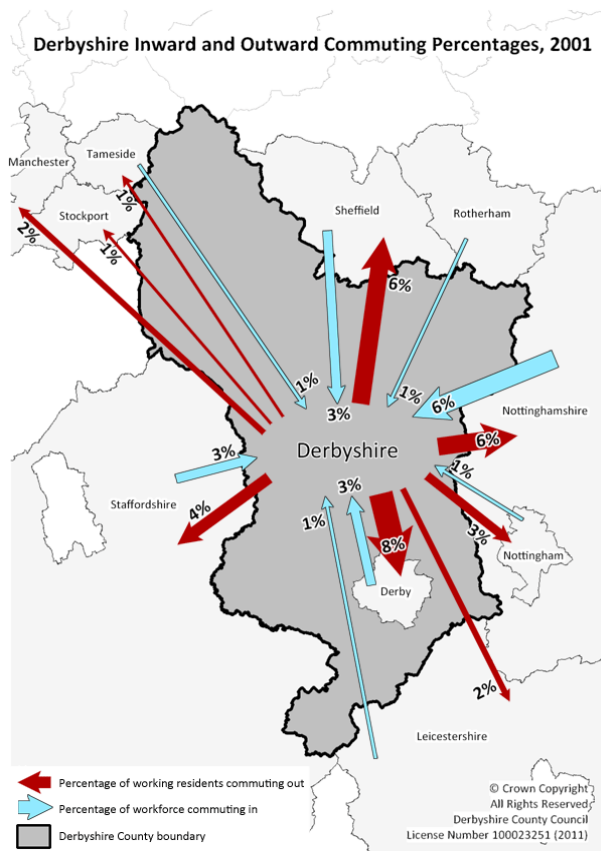 Derbyshire Inward and Outward Commuting Percentages, 2001
Manchester
Tameside
Stockport
Sheffield
Rotherham
1%
2%
1%
6%
1%
3%
1%
6%
Nottinghamshire
6%
Derbyshire
3%
1%
Staffordshire
4%
3%
1%
3%
Nottingham
8%
Derby
2%
Leicestershire
Percentage of working residents commuting out
Percentage of workforce commuting in
Derbyshire County boundary
© Crown Copyright
All Rights Reserved
Derbyshire County Council
License Number 100023251 (2011)